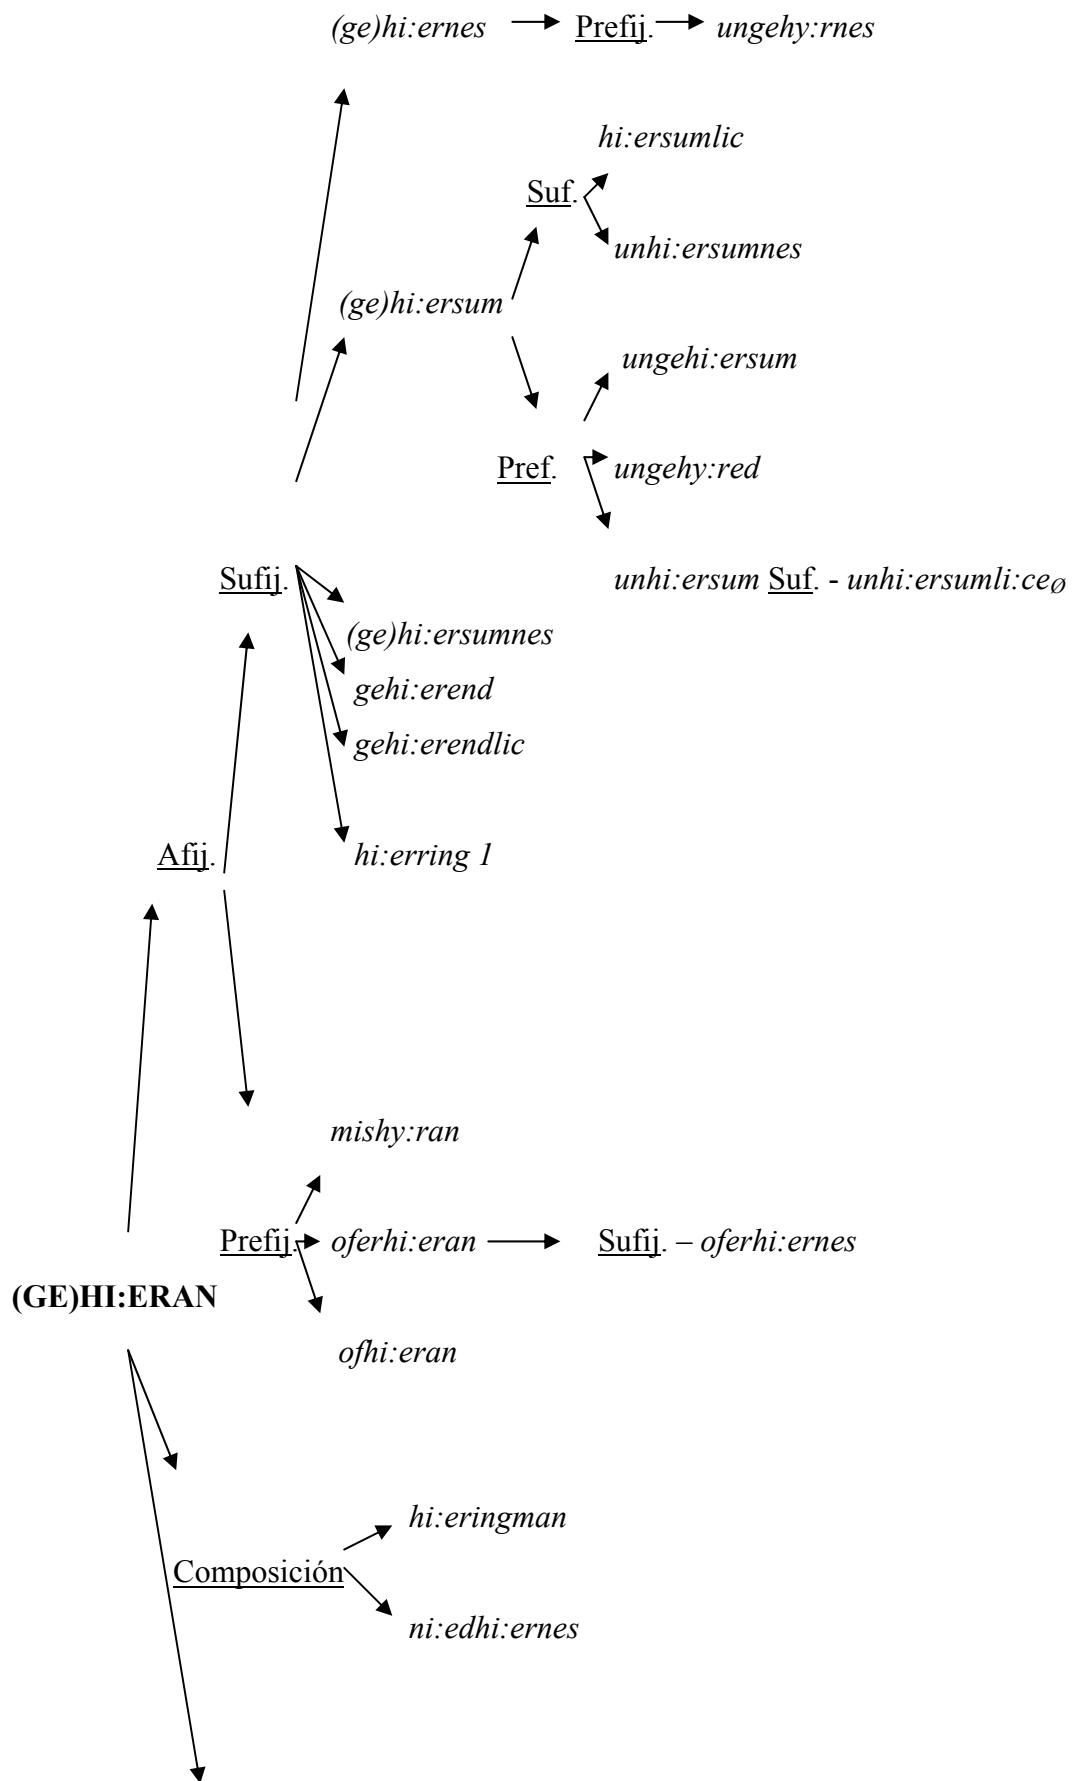 (ge)hi:ernes Prefij. ungehy:rnes
hi:ersumlic
Suf.
unhi:ersumnes
(ge)hi:ersum
ungehi:ersum
Pref. ungehy:red
Sufij. unhi:ersum Suf. - unhi:ersumli:ceø
(ge)hi:ersumnes
gehi:erend
gehi:erendlic
Afij. hi:erring 1
mishy:ran
Prefij. oferhi:eran Sufij. – oferhi:ernes
(GE)HI:ERAN
ofhi:eran
hi:eringman
Composición
ni:edhi:ernes